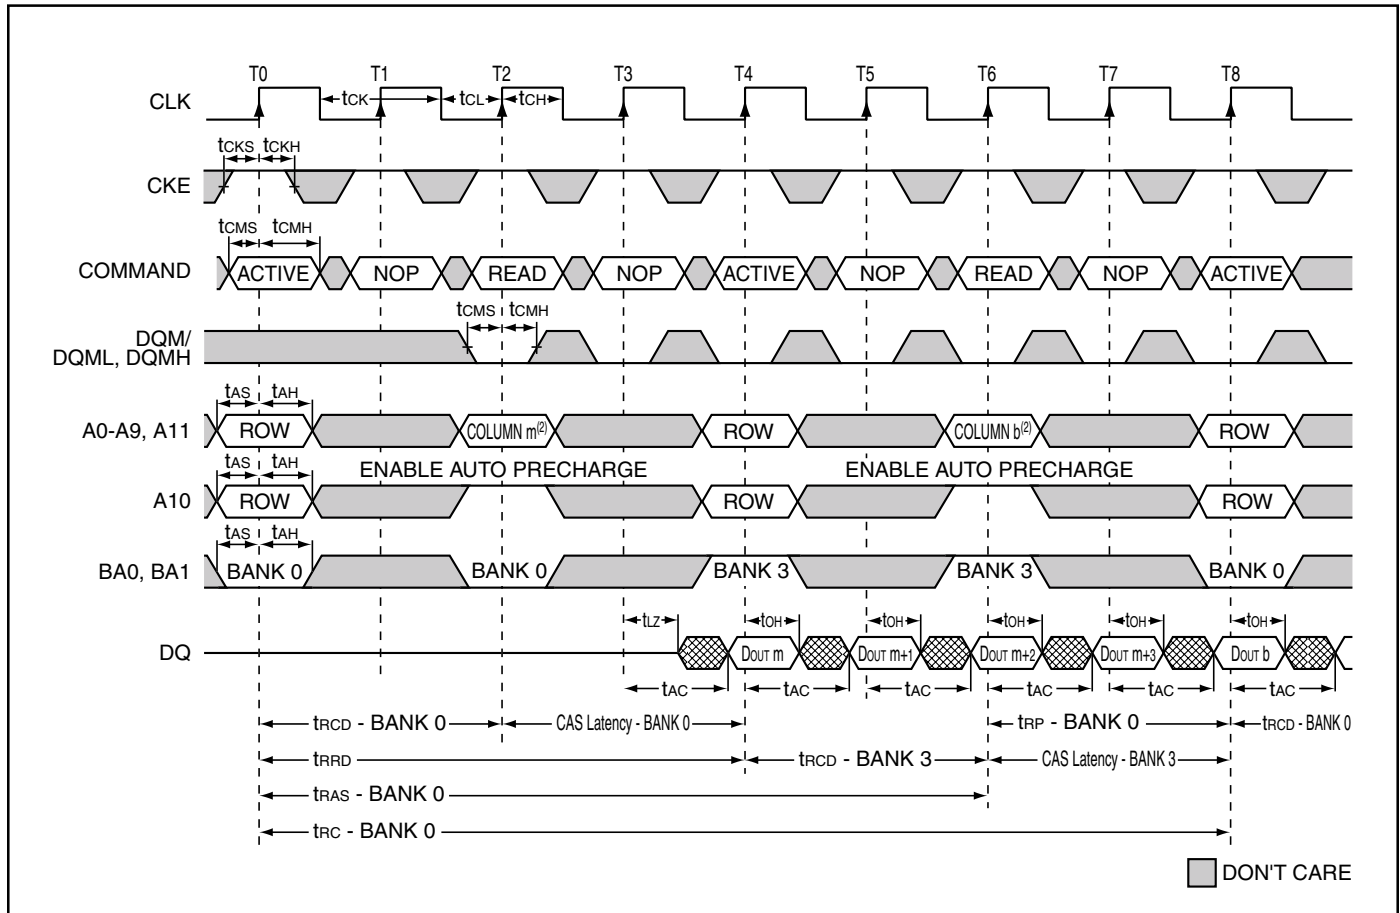 T0 T1 T2 T3 T4 T5 T6 T7 T8
CLK tCK tCL tCH
tCKS tCKH
CKE
tCMS tCMH
COMMAND ACTIVE NOP READ NOP ACTIVE NOP READ NOP ACTIVE
tCMS tCMH
DQM/
DQML, DQMH
tAS tAH
A0-A9, A11 ROW COLUMN m(2) ROW COLUMN b(2) ROW
tAS tAH ENABLE AUTO PRECHARGE ENABLE AUTO PRECHARGE
A10 ROW ROW ROW
tAS tAH
BA0, BA1 BANK 0 BANK 0 BANK 3 BANK 3 BANK 0
tLZ tOH tOH tOH tOH tOH
DQ DOUT m DOUT m+1 DOUT m+2 DOUT m+3 DOUT b
tAC tAC tAC tAC tAC tAC
tRCD - BANK 0 CAS Latency - BANK 0 tRP - BANK 0 tRCD - BANK 0
tRRD tRCD - BANK 3 CAS Latency - BANK 3
tRAS - BANK 0
tRC - BANK 0
DON'T CARE